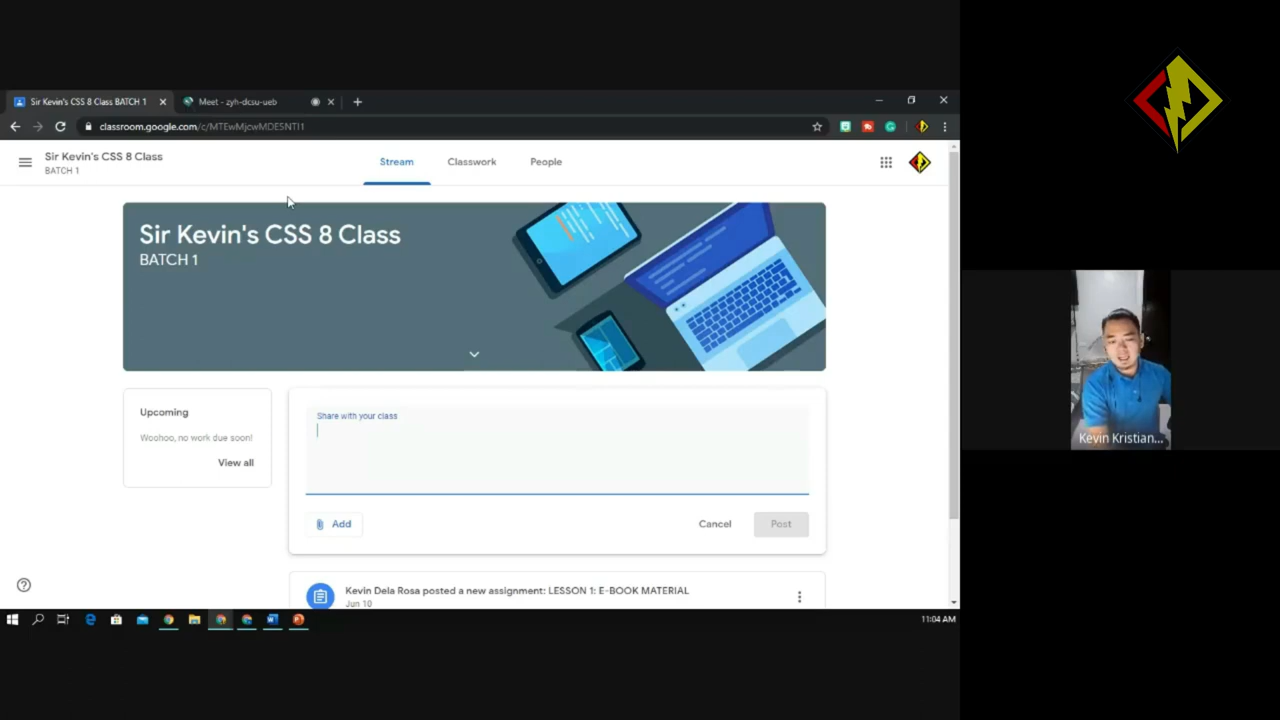 Sir Kevin's CSS 8 Class BATCH 1
Meet - zyh-dcsu-ueb
classroom.google.com/c/MTEwMjcwMDE5NTI1
Sir Kevin's CSS 8 Class
BATCH 1
Stream
Classwork
People
Sir Kevin's CSS 8 Class
BATCH 1
Upcoming
Woohoo, no work due soon!
View all
Share with your class
Add
Cancel
Post
Kevin Dela Rosa posted a new assignment: LESSON 1: E-BOOK MATERIAL
Jun 10
11:04 AM
Kevin Kristian...